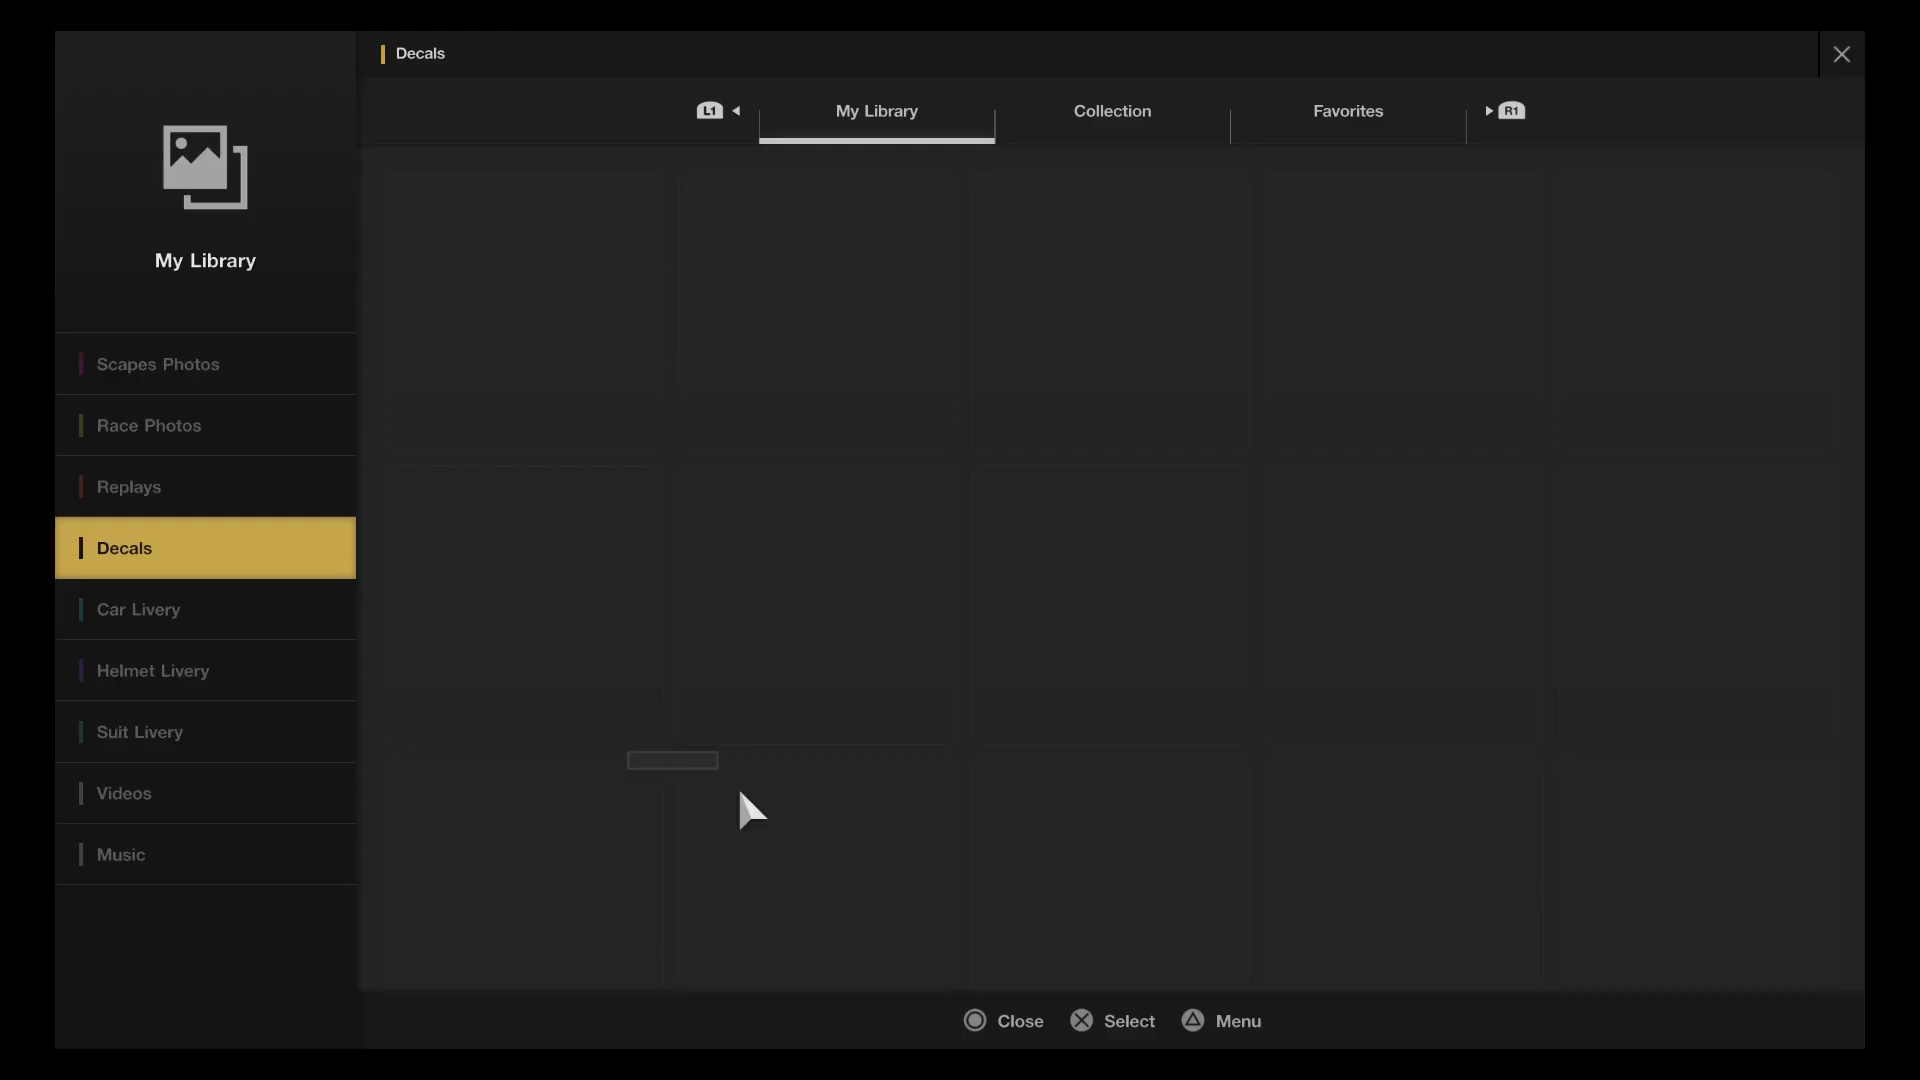 Decals
L1
My Library
Collection
Favorites
R1
My Library
Scapes Photos
Race Photos
Replays
Decals
Car Livery
Helmet Livery
Suit Livery
Videos
Music
Close
Select
Menu